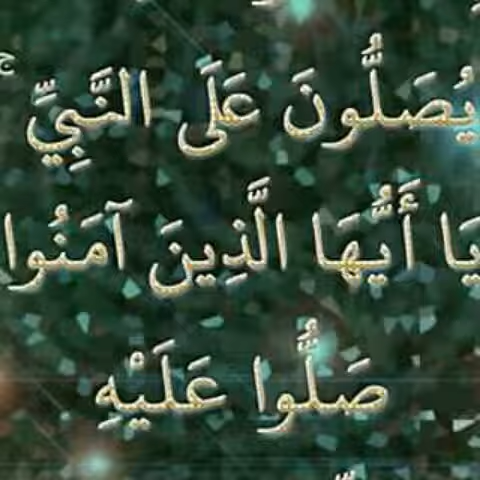 يُصَلُّونَ عَلَى النَّبِيِّ ۚ
يَا أَيُّهَا الَّذِينَ آمَنُوا
صَلُّوا عَلَيْهِ